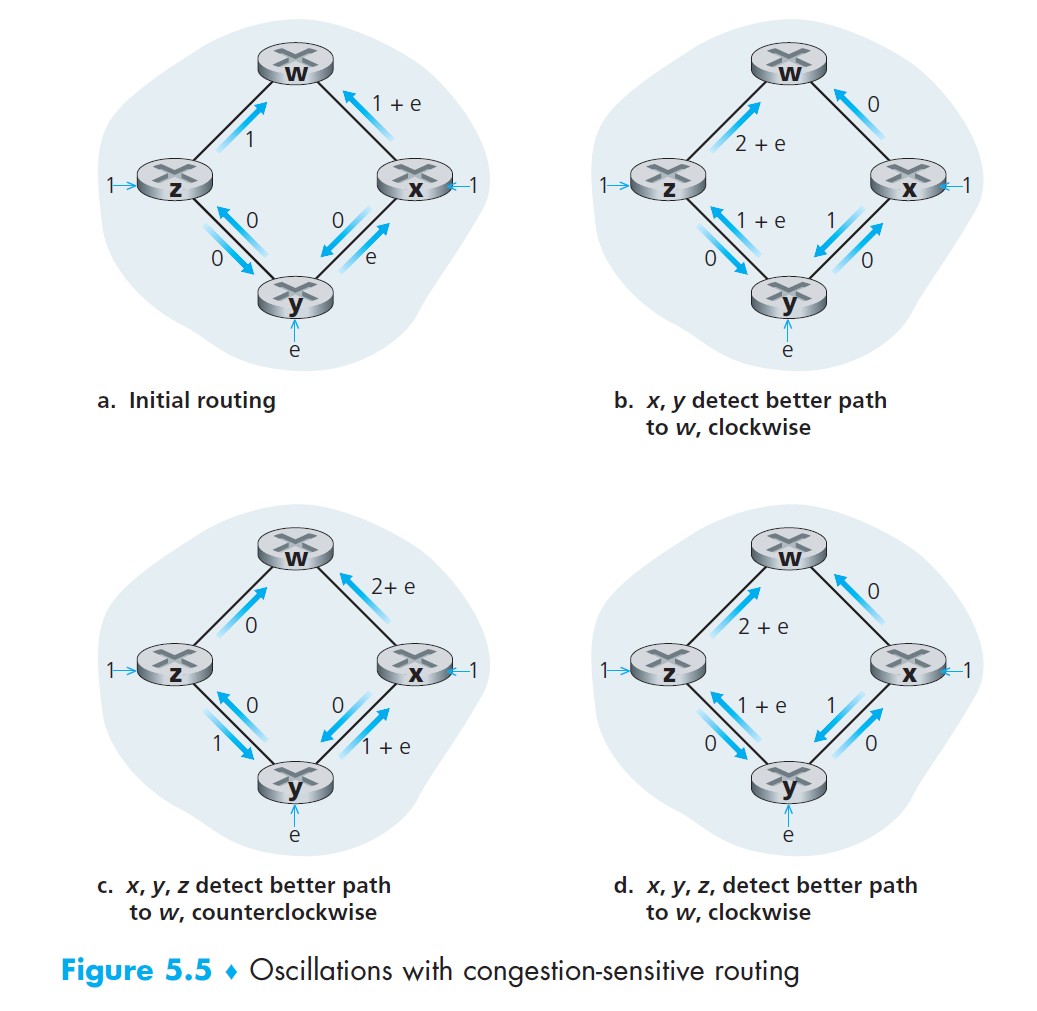 w
1 + e
1
1
z
x
1
0
0
0
e
y
e
a. Initial routing
w
0
2 + e
1
z
x
1
1 + e
1
0
0
y
e
b. x, y detect better path
to w, clockwise
w
2+ e
0
1
z
x
1
0
0
1
1 + e
y
e
c. x, y, z detect better path
to w, counterclockwise
w
0
2 + e
1
z
x
1
1 + e
1
0
0
y
e
d. x, y, z, detect better path
to w, clockwise
Figure 5.5 ♦ Oscillations with congestion-sensitive routing